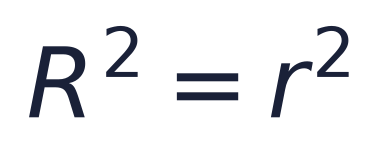 R² = r²